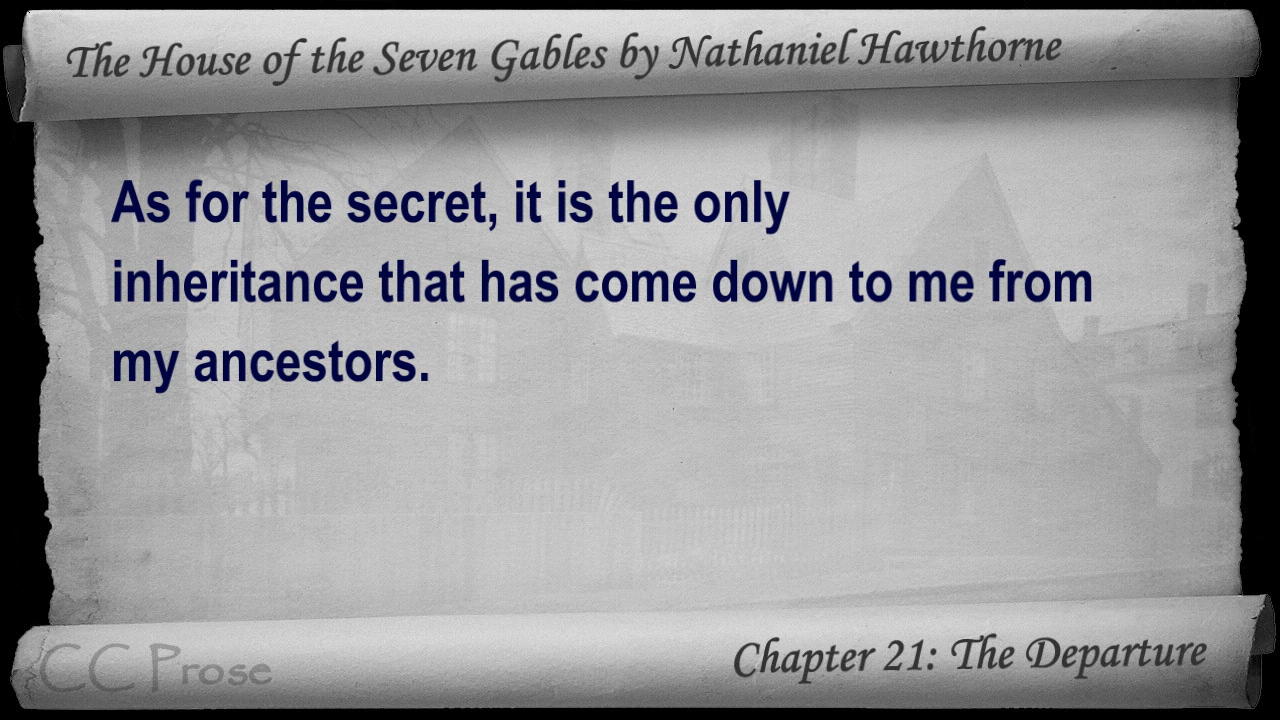 The House of the Seven Gables by Nathaniel Hawthorne
As for the secret, it is the only
inheritance that has come down to me from
my ancestors.
CC Prose
Chapter 21: The Departure